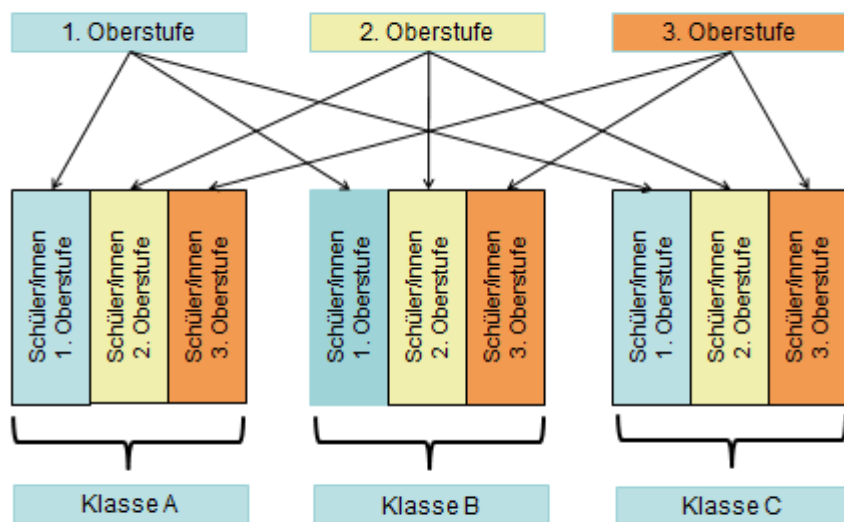 1. Oberstufe
2. Oberstufe
3. Oberstufe
Schüler/innen
1. Oberstufe
Schüler/innen
2. Oberstufe
Schüler/innen
3. Oberstufe
Schüler/innen
1. Oberstufe
Schüler/innen
2. Oberstufe
Schüler/innen
3. Oberstufe
Schüler/innen
1. Oberstufe
Schüler/innen
2. Oberstufe
Schüler/innen
3. Oberstufe
Klasse A
Klasse B
Klasse C